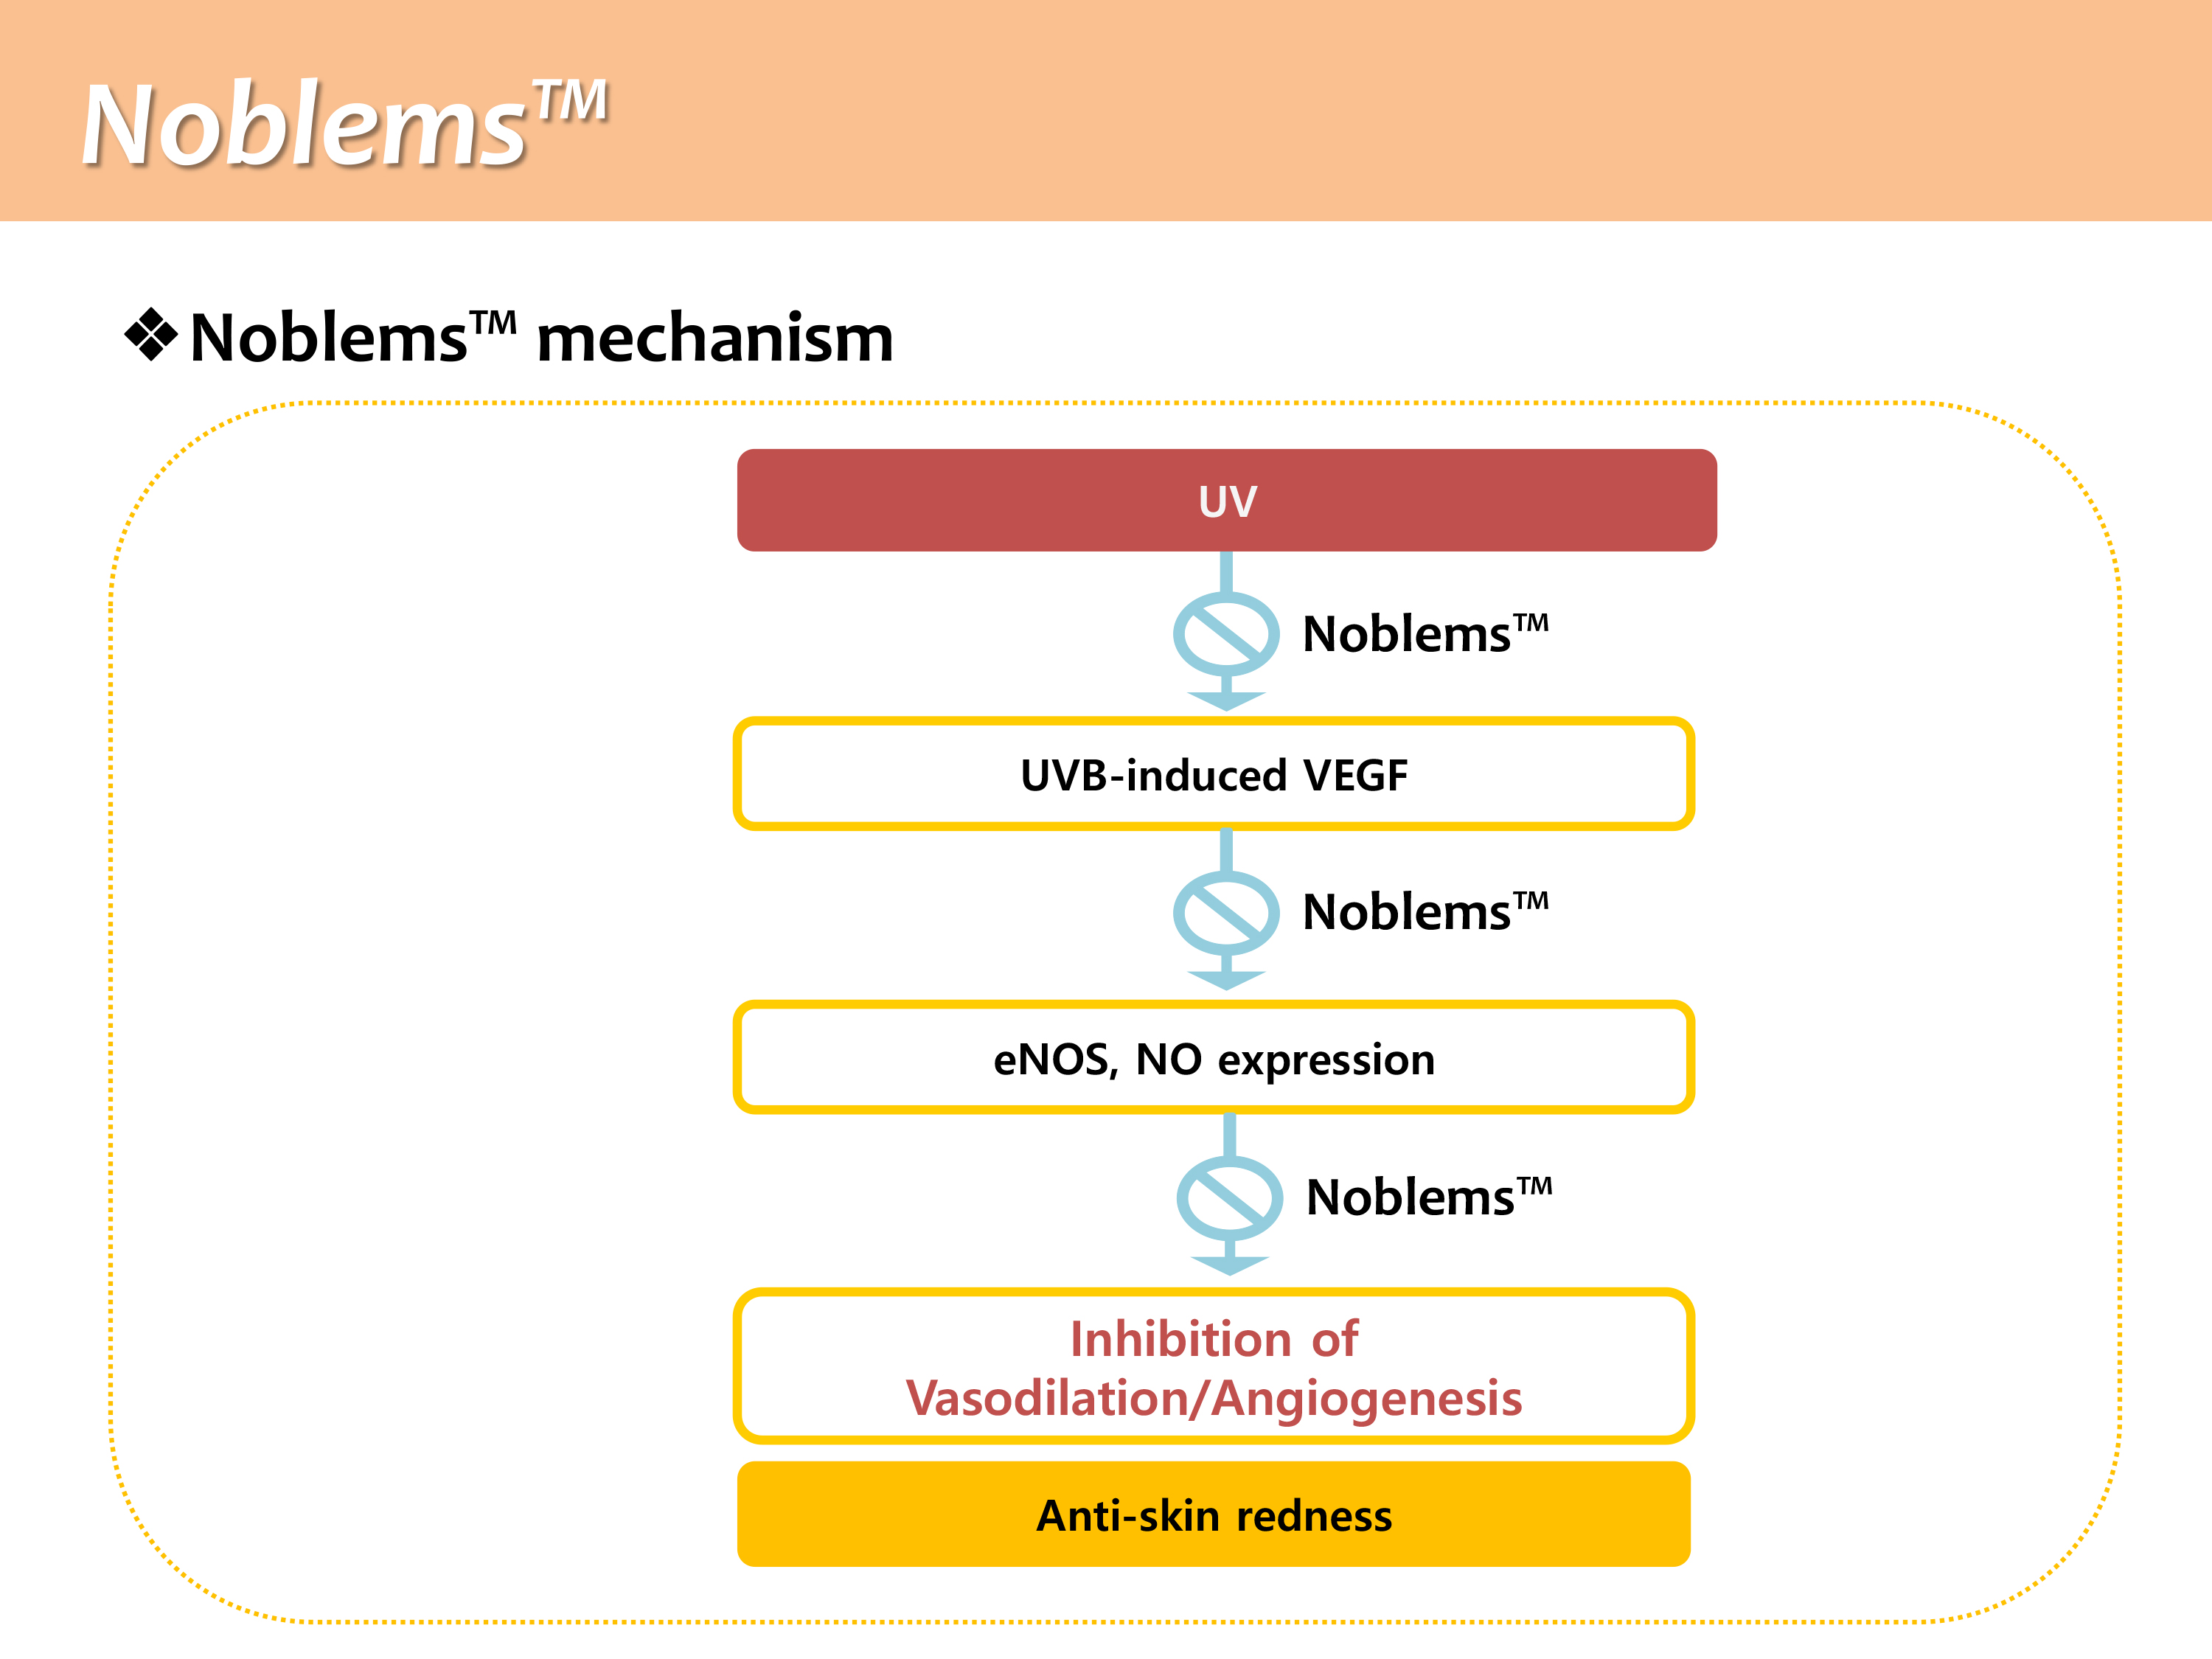 Noblems™
❖Noblems™ mechanism
UV
Noblems™
UVB-induced VEGF
Noblems™
eNOS, NO expression
Noblems™
Inhibition of
Vasodilation/Angiogenesis
Anti-skin redness